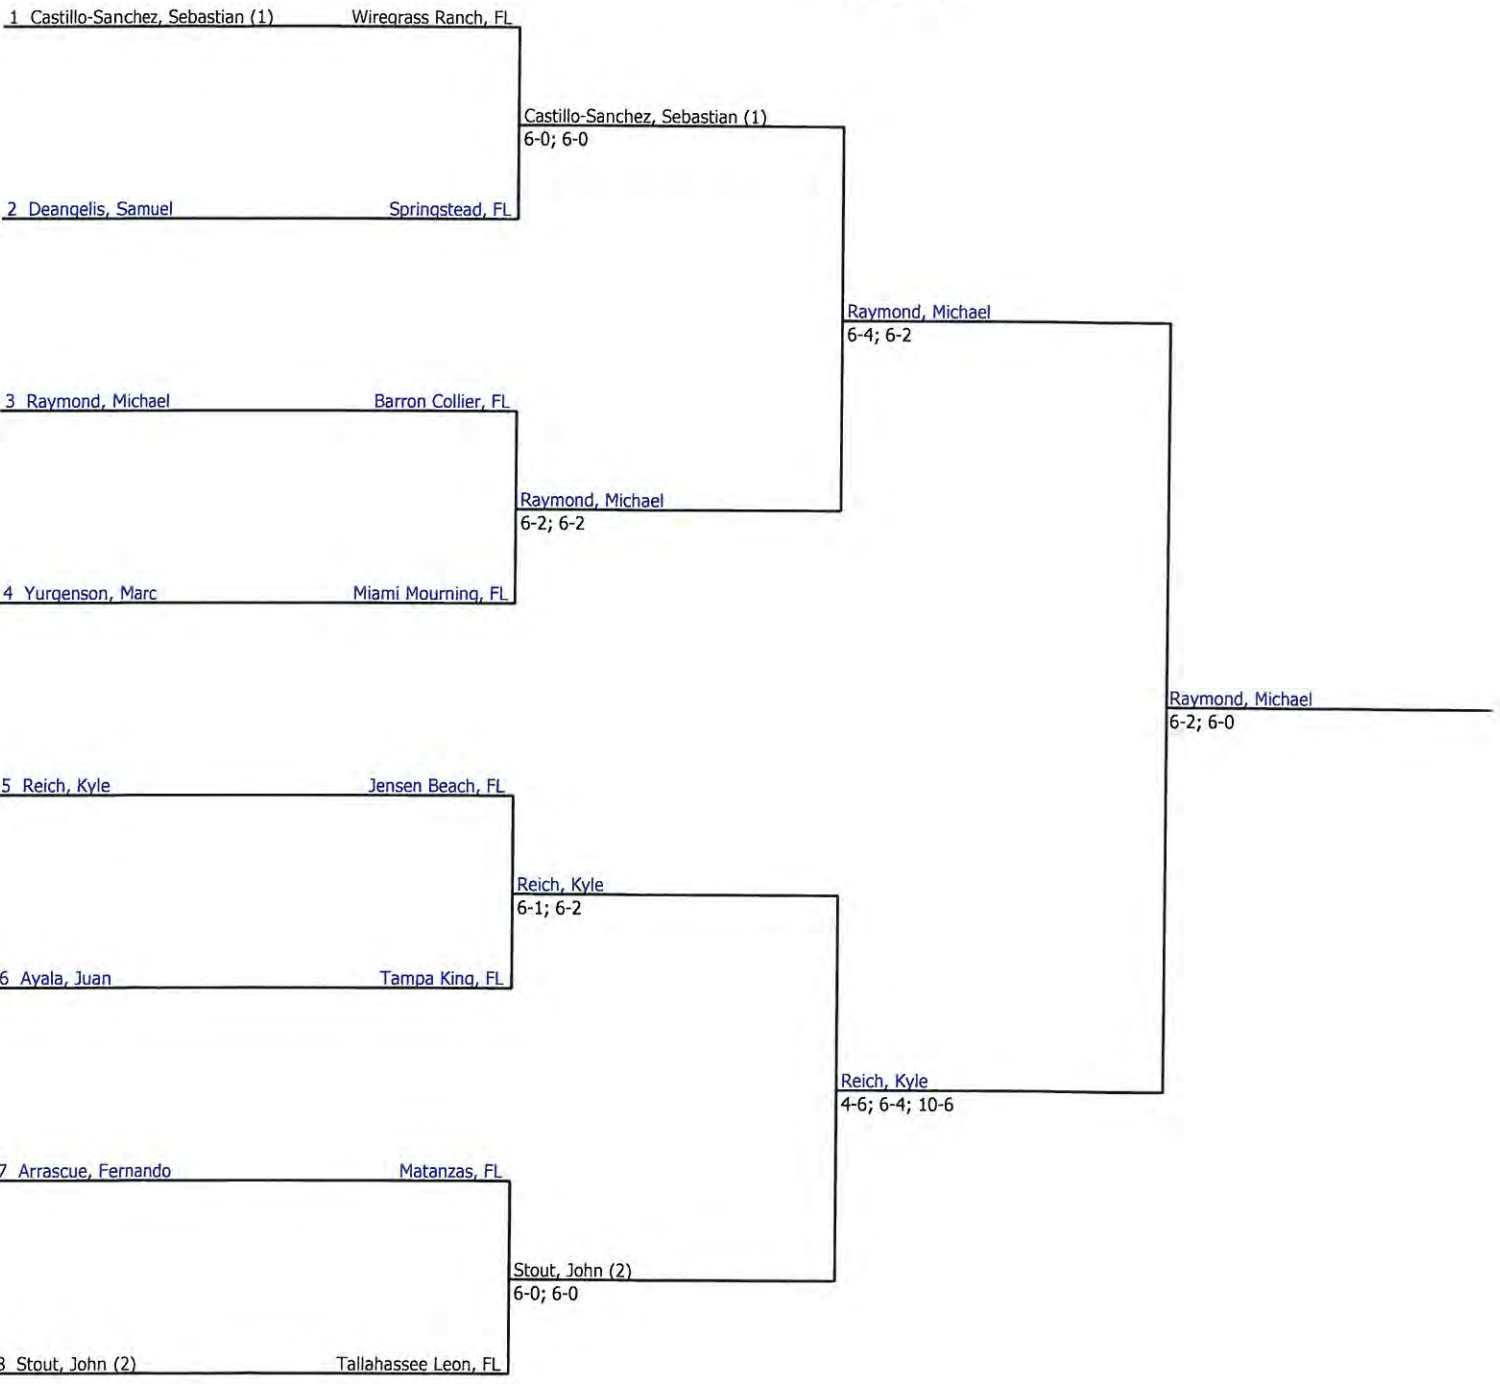 1 Castillo-Sanchez, Sebastian (1) Wiregrass Ranch, FL
Castillo-Sanchez, Sebastian (1)
6-0; 6-0
2 Deangelis, Samuel Springstead, FL
Raymond, Michael
6-4; 6-2
3 Raymond, Michael Barron Collier, FL
Raymond, Michael
6-2; 6-2
4 Yurgenson, Marc Miami Mourning, FL
Raymond, Michael
6-2; 6-0
5 Reich, Kyle Jensen Beach, FL
Reich, Kyle
6-1; 6-2
6 Ayala, Juan Tampa King, FL
Reich, Kyle
4-6; 6-4; 10-6
7 Arrascue, Fernando Matanzas, FL
Stout, John (2)
6-0; 6-0
8 Stout, John (2) Tallahassee Leon, FL